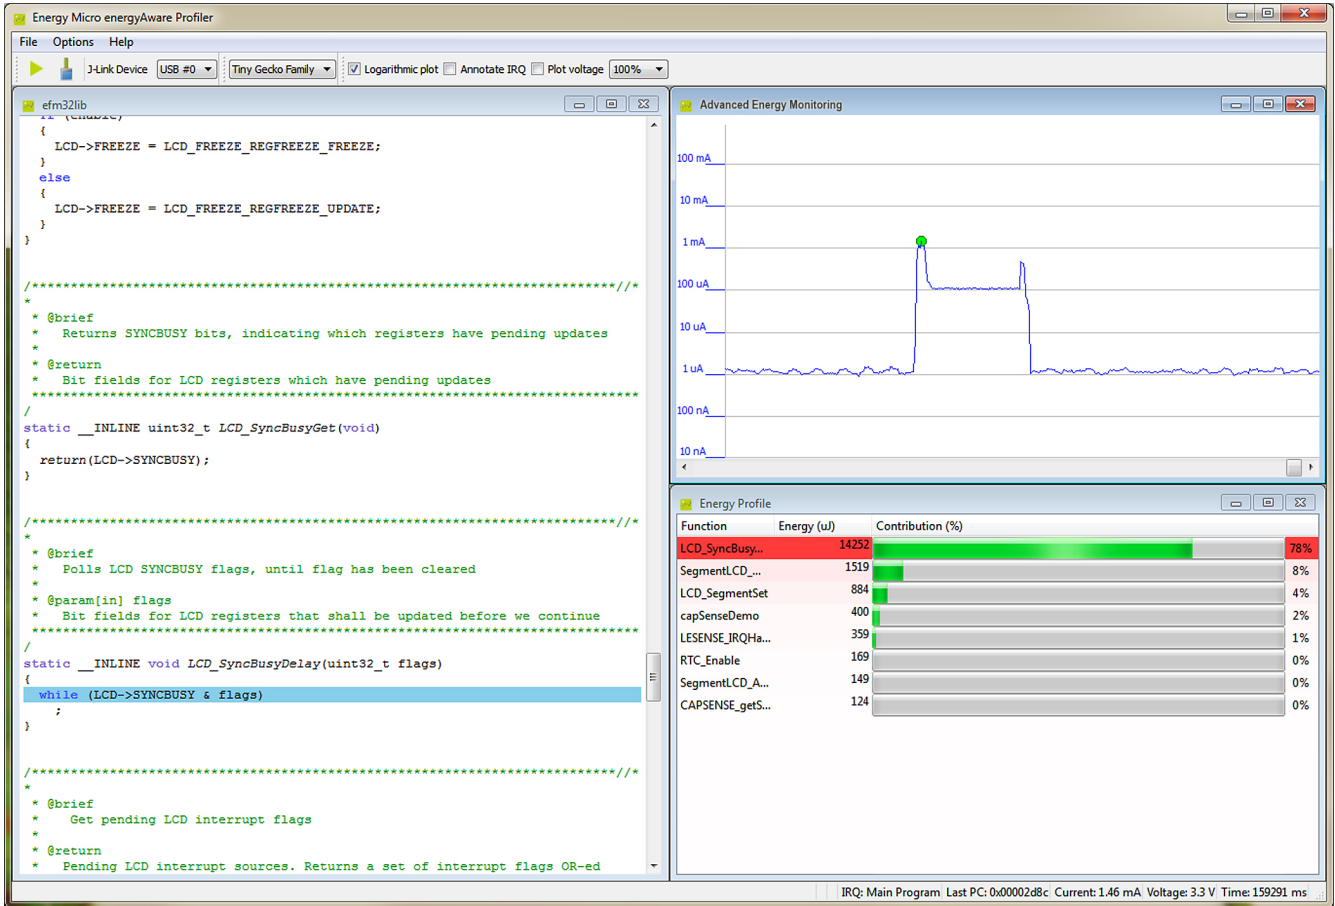 Energy Micro energyAware Profiler
File Options Help
J-Link Device USB #0 Tiny Gecko Family Logarithmic plot Annotate IRQ Plot voltage 100%
efm32lib
if (enable)
{
LCD->FREEZE = LCD_FREEZE_REGFREEZE_FREEZE;
}
else
{
LCD->FREEZE = LCD_FREEZE_REGFREEZE_UPDATE;
}
}
/***************************************************************************//*
*
* @brief
* Returns SYNCBUSY bits, indicating which registers have pending updates
*
* @return
* Bit fields for LCD registers which have pending updates
******************************************************************************
/
static __INLINE uint32_t LCD_SyncBusyGet(void)
{
return(LCD->SYNCBUSY);
}
/***************************************************************************//*
*
* @brief
* Polls LCD SYNCBUSY flags, until flag has been cleared
*
* @param[in] flags
* Bit fields for LCD registers that shall be updated before we continue
******************************************************************************
/
static __INLINE void LCD_SyncBusyDelay(uint32_t flags)
{
while (LCD->SYNCBUSY & flags)
;
}
/***************************************************************************//*
*
* @brief
* Get pending LCD interrupt flags
*
* @return
* Pending LCD interrupt sources. Returns a set of interrupt flags OR-ed
Advanced Energy Monitoring
100 mA
10 mA
1 mA
100 uA
10 uA
1 uA
100 nA
10 nA
Energy Profile
Function Energy (uJ) Contribution (%)
LCD_SyncBusy... 14252 78%
SegmentLCD_... 1519 8%
LCD_SegmentSet 884 4%
capSenseDemo 400 2%
LESENSE_IRQHa... 359 1%
RTC_Enable 169 0%
SegmentLCD_A... 149 0%
CAPSENSE_getS... 124 0%
IRQ: Main Program Last PC: 0x00002d8c Current: 1.46 mA Voltage: 3.3 V Time: 159291 ms